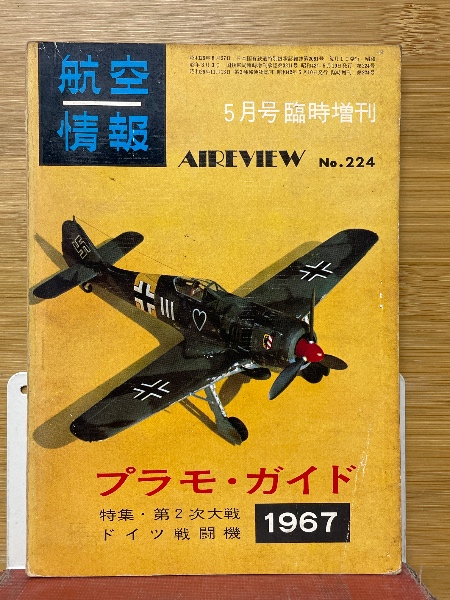 航空
情報
5月号臨時増刊
AIREVIEW No.224
プラモ・ガイド
特集・第2次大戦
ドイツ戦闘機
1967